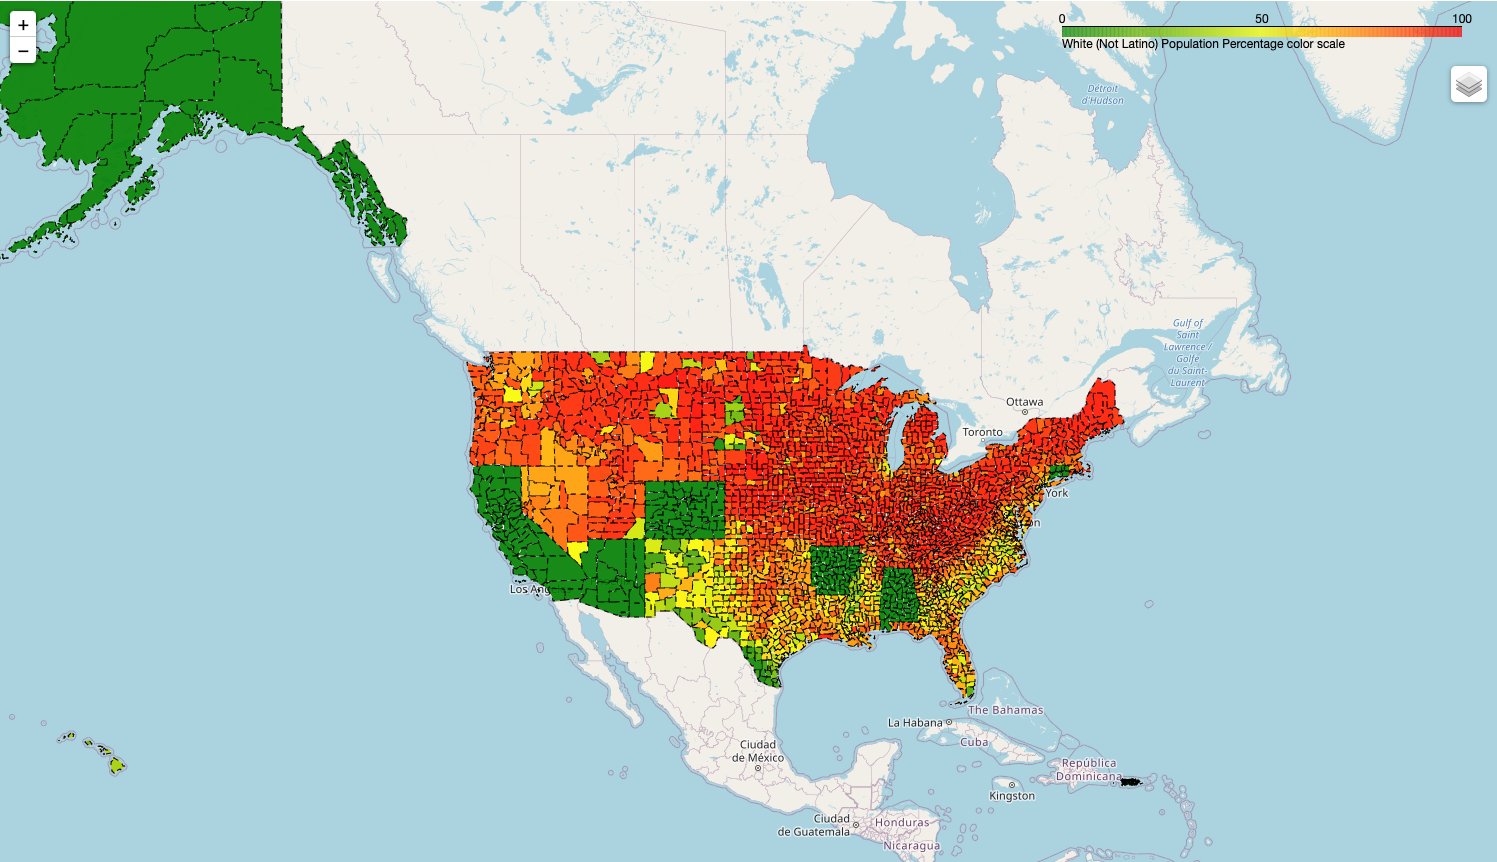 +
−
0 50 100
White (Not Latino) Population Percentage color scale
Détroit
d'Hudson
Gulf of
Saint
Lawrence /
Golfe
du Saint-
Laurent
Ottawa
Toronto
York
on
Los Ang
The Bahamas
La Habana
Cuba
Ciudad
de México
República
Dominicana
Kingston
Ciudad
de Guatemala
Honduras
Nicaragua